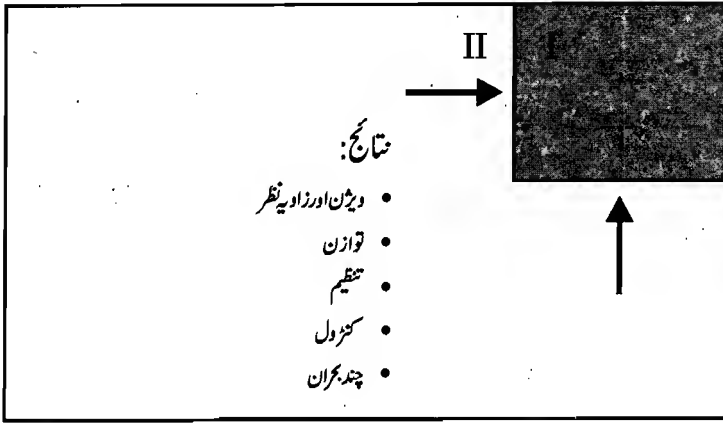 I
II
نتائج:
• ویژن اور زاویہ نظر
• توازن
• تنظیم
• کنٹرول
• چند بحران